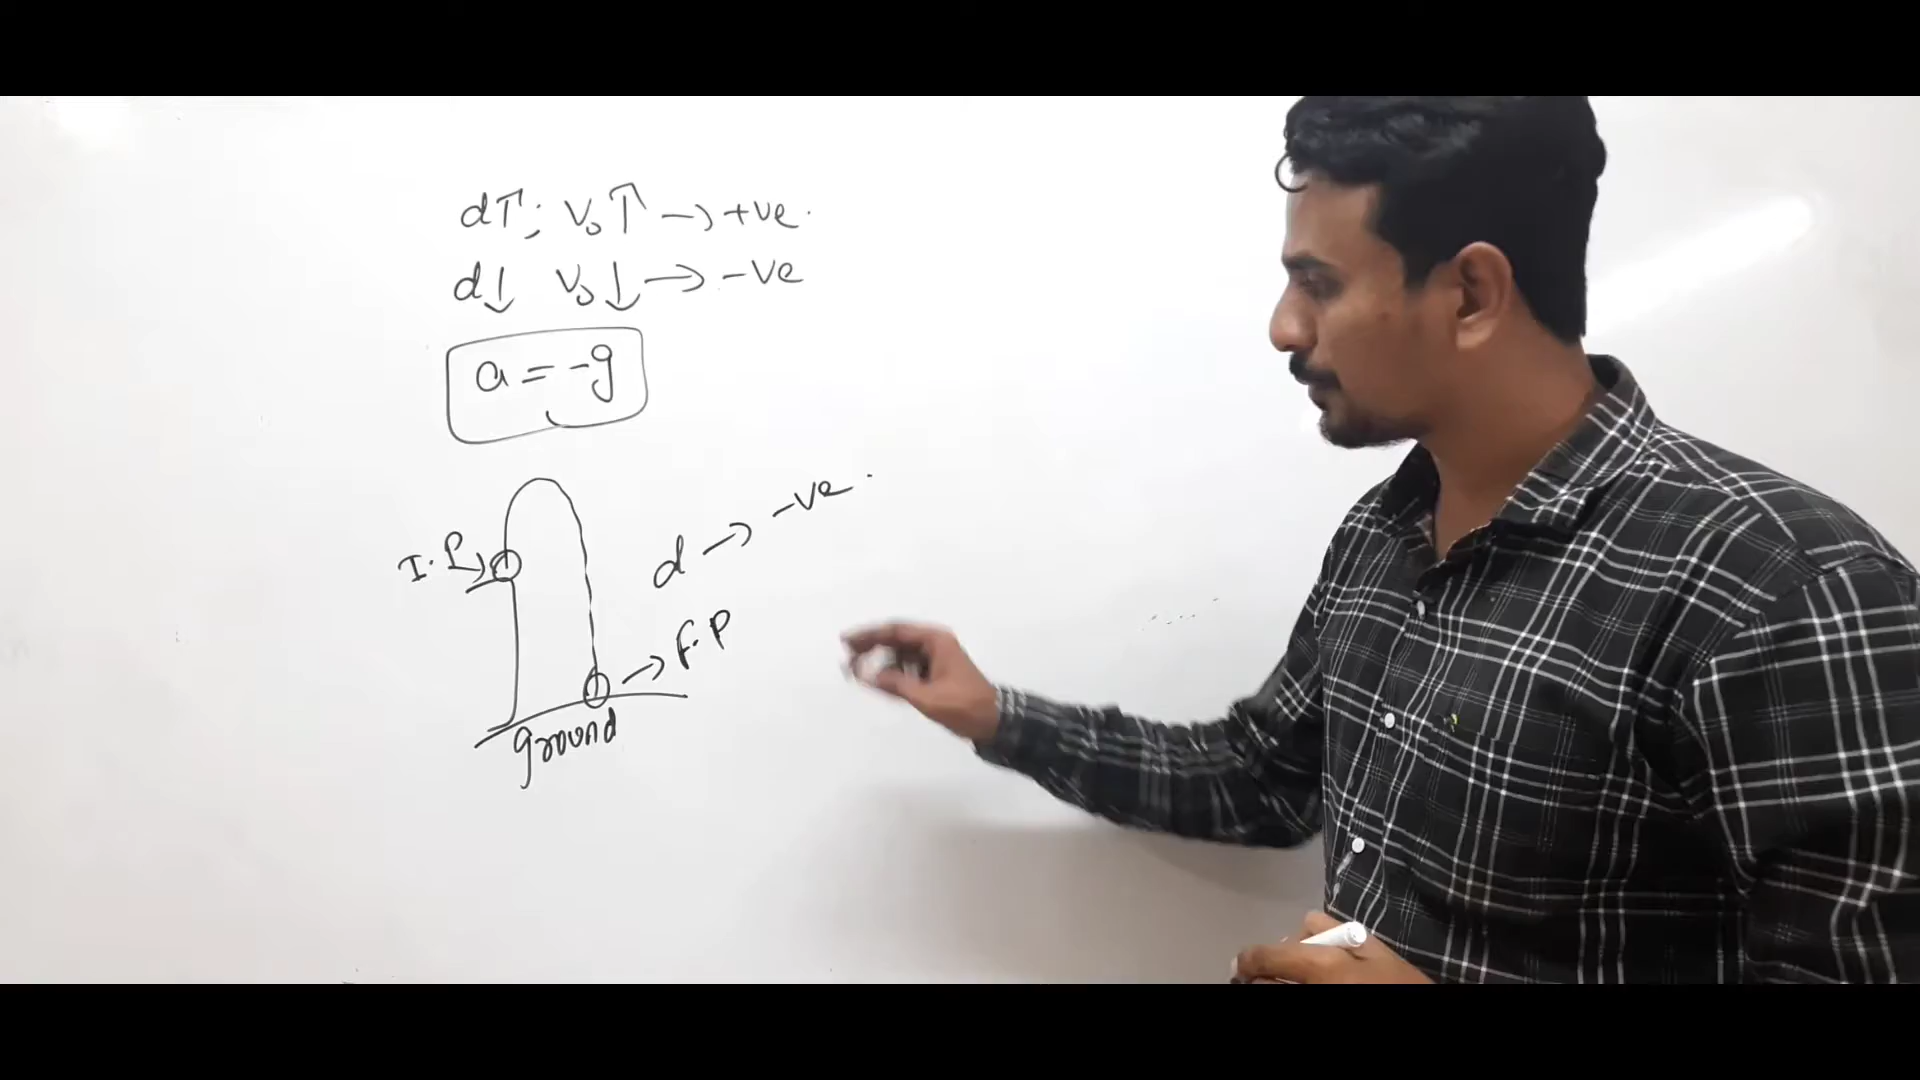 d↑; v₀↑ → +ve.
d↓ v₀↓ → -ve
a = -g
d → -ve.
I.P →
→ F.P
ground